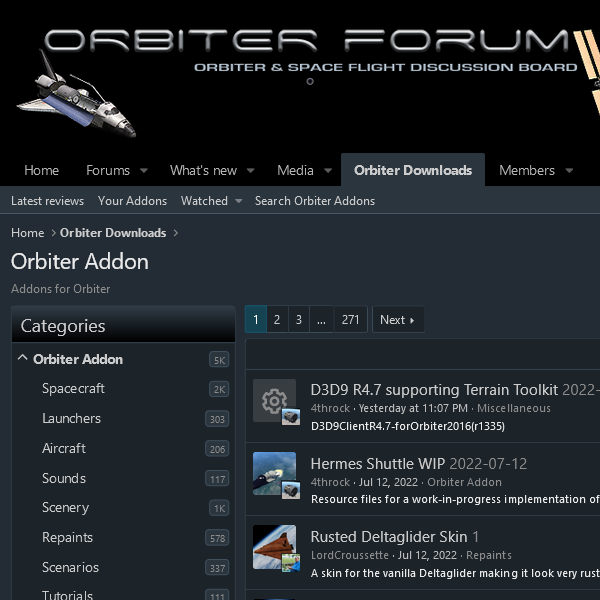 ORBITER FORUM
ORBITER & SPACE FLIGHT DISCUSSION BOARD
Home Forums What's new Media Orbiter Downloads Members
Latest reviews Your Addons Watched Search Orbiter Addons
Home Orbiter Downloads
Orbiter Addon
Addons for Orbiter
Categories
Orbiter Addon 5K
Spacecraft 2K
Launchers 303
Aircraft 206
Sounds 117
Scenery 1K
Repaints 578
Scenarios 337
Tutorials 111
1 2 3 ... 271 Next
D3D9 R4.7 supporting Terrain Toolkit 2022-
4throck · Yesterday at 11:07 PM · Miscellaneous
D3D9ClientR4.7-forOrbiter2016(r1335)
Hermes Shuttle WIP 2022-07-12
4throck · Jul 12, 2022 · Orbiter Addon
Resource files for a work-in-progress implementation of
Rusted Deltaglider Skin 1
LordCroussette · Jul 12, 2022 · Repaints
A skin for the vanilla Deltaglider making it look very rust